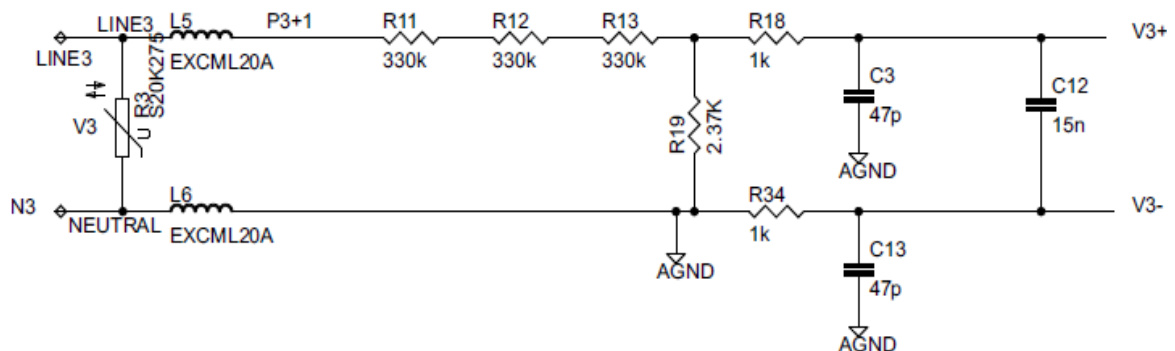 LINE3 L5 P3+1 R11 R12 R13 R18 V3+
LINE3 EXCML20A 330k 330k 330k 1k
S20K275
R3
V3 U
R19
2.37K
C3
47p
AGND
C12
15n
N3 NEUTRAL L6 R34 V3-
EXCML20A 1k
AGND
C13
47p
AGND